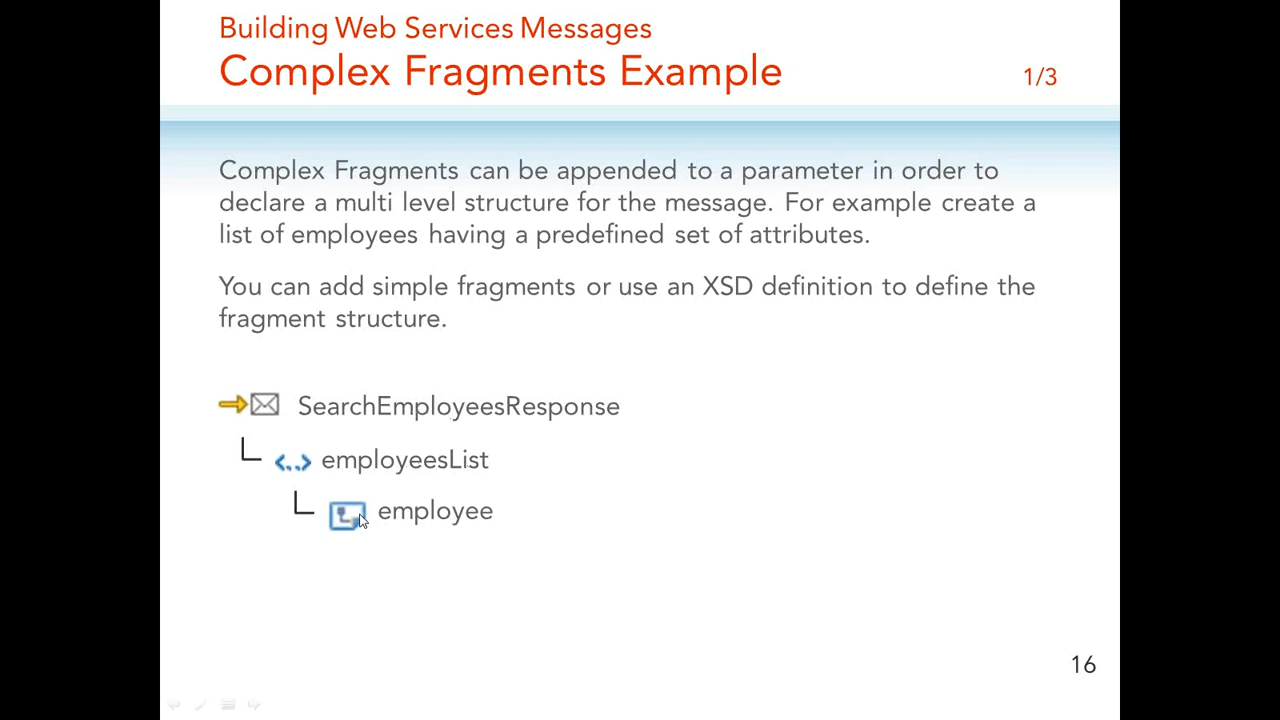 Building Web Services Messages
Complex Fragments Example
1/3
Complex Fragments can be appended to a parameter in order to
declare a multi level structure for the message. For example create a
list of employees having a predefined set of attributes.
You can add simple fragments or use an XSD definition to define the
fragment structure.
SearchEmployeesResponse
employeesList
employee
16